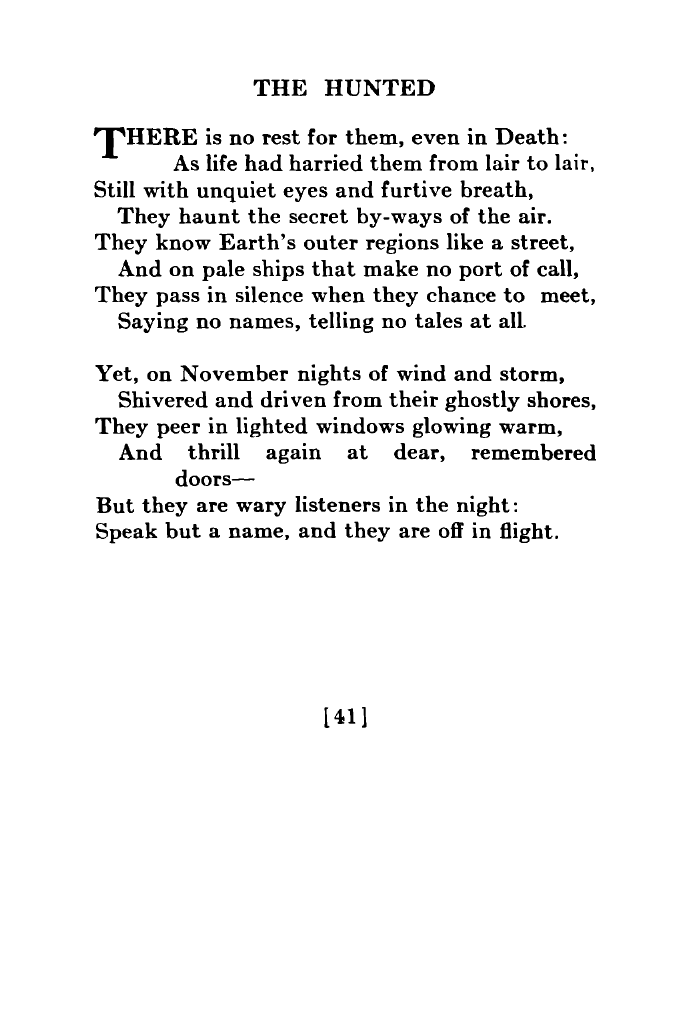 THE HUNTED
THERE is no rest for them, even in Death:
As life had harried them from lair to lair,
Still with unquiet eyes and furtive breath,
They haunt the secret by-ways of the air.
They know Earth's outer regions like a street,
And on pale ships that make no port of call,
They pass in silence when they chance to meet,
Saying no names, telling no tales at all.
Yet, on November nights of wind and storm,
Shivered and driven from their ghostly shores,
They peer in lighted windows glowing warm,
And thrill again at dear, remembered
doors—
But they are wary listeners in the night:
Speak but a name, and they are off in flight.
[41]